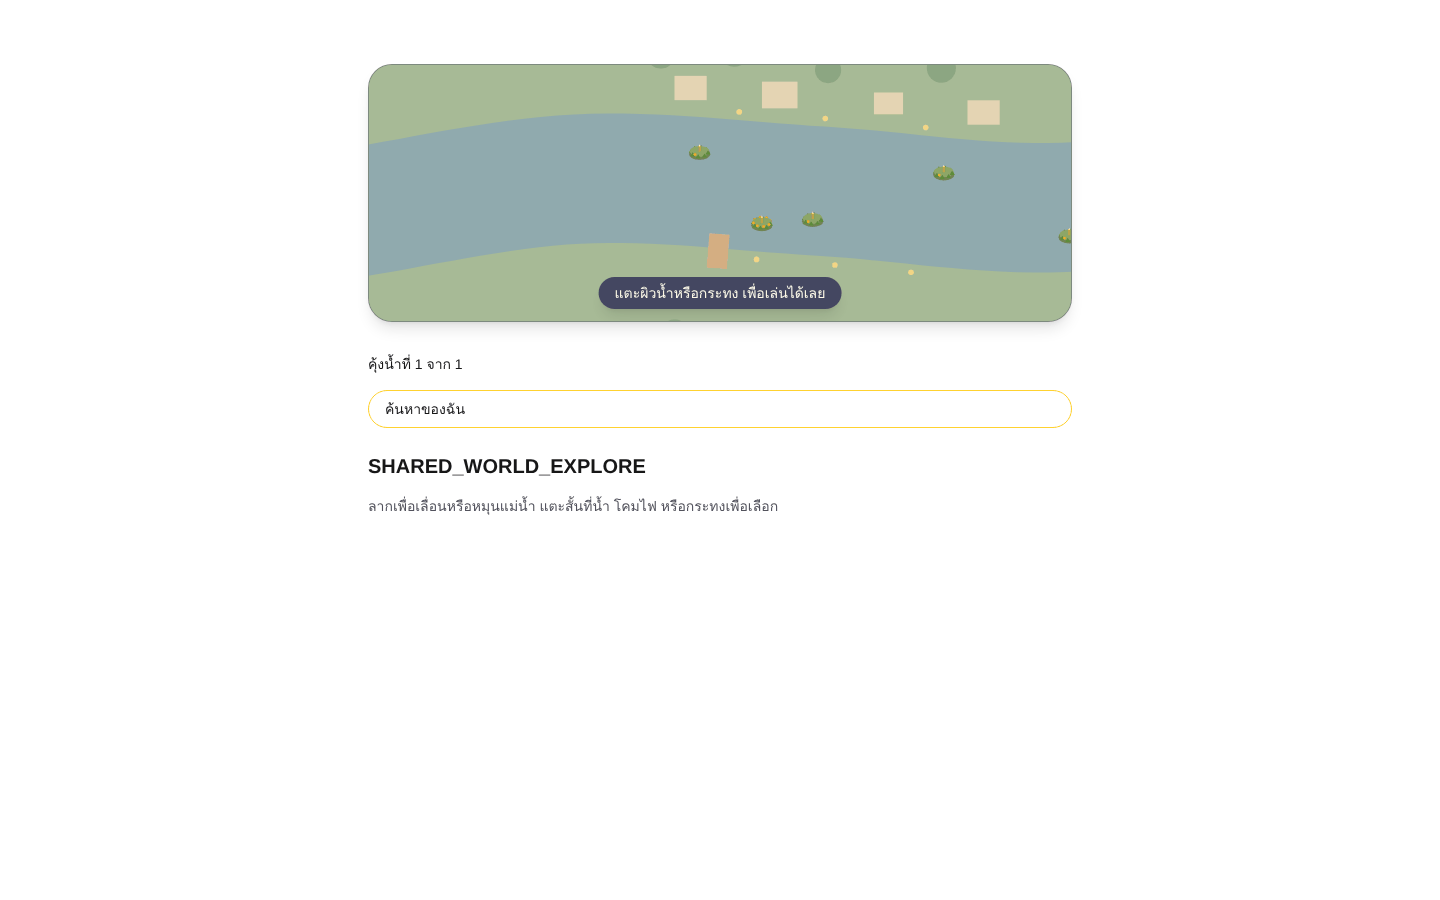 แตะผิวน้ำหรือกระทง เพื่อเล่นได้เลย
คุ้งน้ำที่ 1 จาก 1
ค้นหาของฉัน
SHARED_WORLD_EXPLORE
ลากเพื่อเลื่อนหรือหมุนแม่น้ำ แตะสั้นที่น้ำ โคมไฟ หรือกระทงเพื่อเลือก